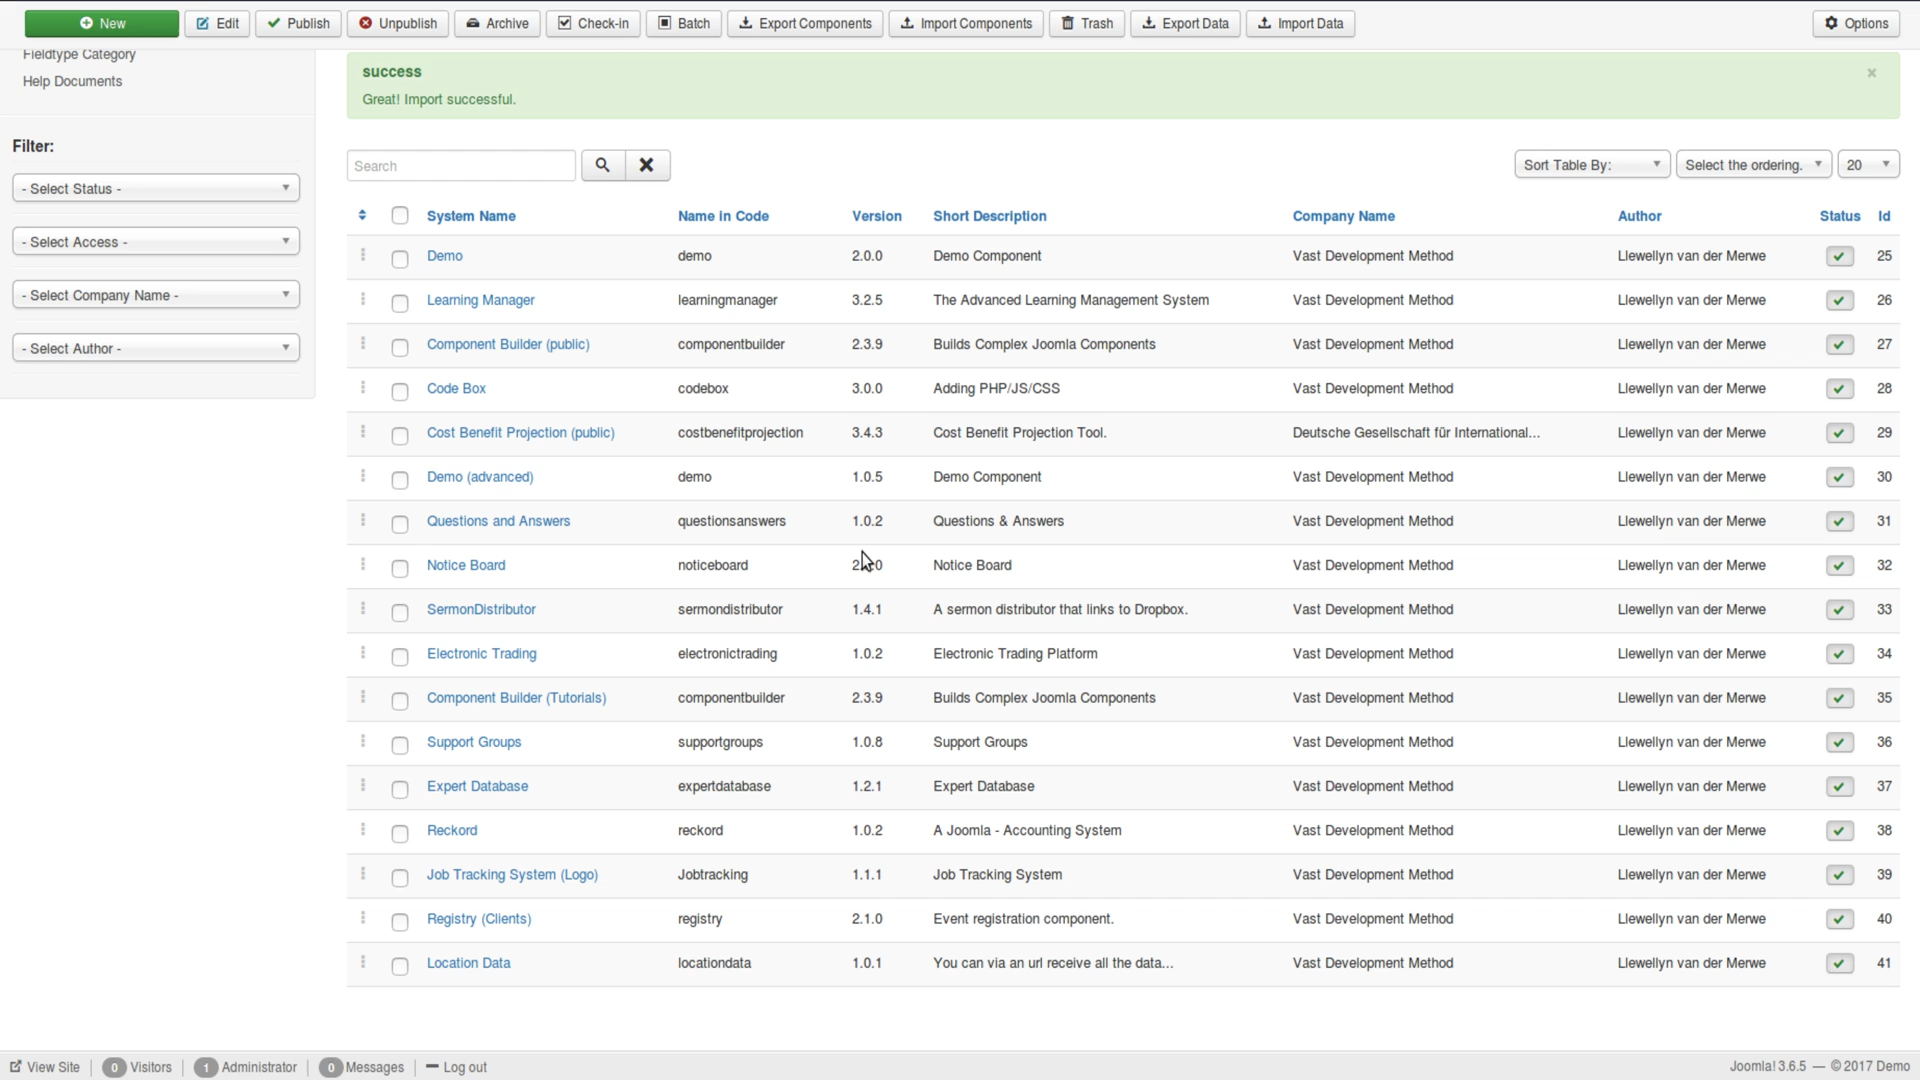 New Edit Publish Unpublish Archive Check-in Batch Export Components Import Components Trash Export Data Import Data Options
Fieldtype Category
Help Documents
success
×
Great! Import successful.
Filter:
- Select Status -
- Select Access -
- Select Company Name -
- Select Author -
Search
Sort Table By: Select the ordering. 20
System Name Name in Code Version Short Description Company Name Author Status Id
Demo demo 2.0.0 Demo Component Vast Development Method Llewellyn van der Merwe 25
Learning Manager learningmanager 3.2.5 The Advanced Learning Management System Vast Development Method Llewellyn van der Merwe 26
Component Builder (public) componentbuilder 2.3.9 Builds Complex Joomla Components Vast Development Method Llewellyn van der Merwe 27
Code Box codebox 3.0.0 Adding PHP/JS/CSS Vast Development Method Llewellyn van der Merwe 28
Cost Benefit Projection (public) costbenefitprojection 3.4.3 Cost Benefit Projection Tool. Deutsche Gesellschaft für International... Llewellyn van der Merwe 29
Demo (advanced) demo 1.0.5 Demo Component Vast Development Method Llewellyn van der Merwe 30
Questions and Answers questionsanswers 1.0.2 Questions & Answers Vast Development Method Llewellyn van der Merwe 31
Notice Board noticeboard Notice Board Vast Development Method Llewellyn van der Merwe 32
SermonDistributor sermondistributor 1.4.1 A sermon distributor that links to Dropbox. Vast Development Method Llewellyn van der Merwe 33
Electronic Trading electronictrading 1.0.2 Electronic Trading Platform Vast Development Method Llewellyn van der Merwe 34
Component Builder (Tutorials) componentbuilder 2.3.9 Builds Complex Joomla Components Vast Development Method Llewellyn van der Merwe 35
Support Groups supportgroups 1.0.8 Support Groups Vast Development Method Llewellyn van der Merwe 36
Expert Database expertdatabase 1.2.1 Expert Database Vast Development Method Llewellyn van der Merwe 37
Reckord reckord 1.0.2 A Joomla - Accounting System Vast Development Method Llewellyn van der Merwe 38
Job Tracking System (Logo) Jobtracking 1.1.1 Job Tracking System Vast Development Method Llewellyn van der Merwe 39
Registry (Clients) registry 2.1.0 Event registration component. Vast Development Method Llewellyn van der Merwe 40
Location Data locationdata 1.0.1 You can via an url receive all the data... Vast Development Method Llewellyn van der Merwe 41
View Site 0 Visitors 1 Administrator 0 Messages Log out Joomla! 3.6.5 — © 2017 Demo